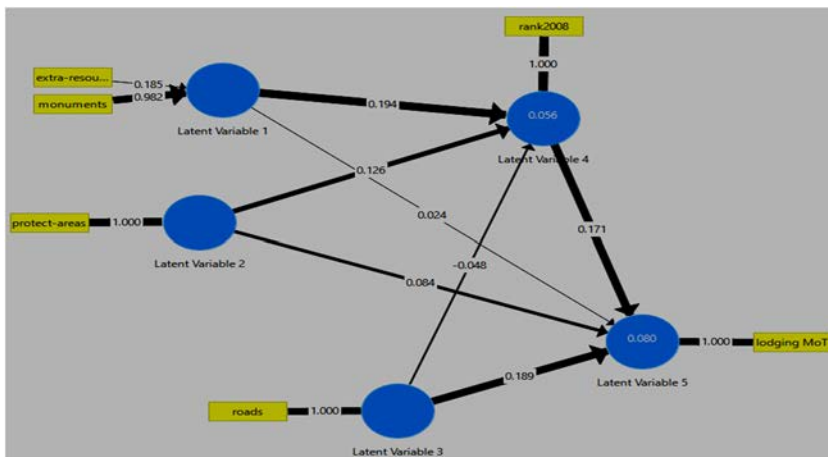 rank2008
1.000
extra-resou...
0.185
monuments
0.982
Latent Variable 1
0.194
0.056
Latent Variable 4
0.126
protect-areas
1.000
Latent Variable 2
0.024
0.171
-0.048
0.084
0.080
1.000
lodging MoT
Latent Variable 5
0.189
roads
1.000
Latent Variable 3